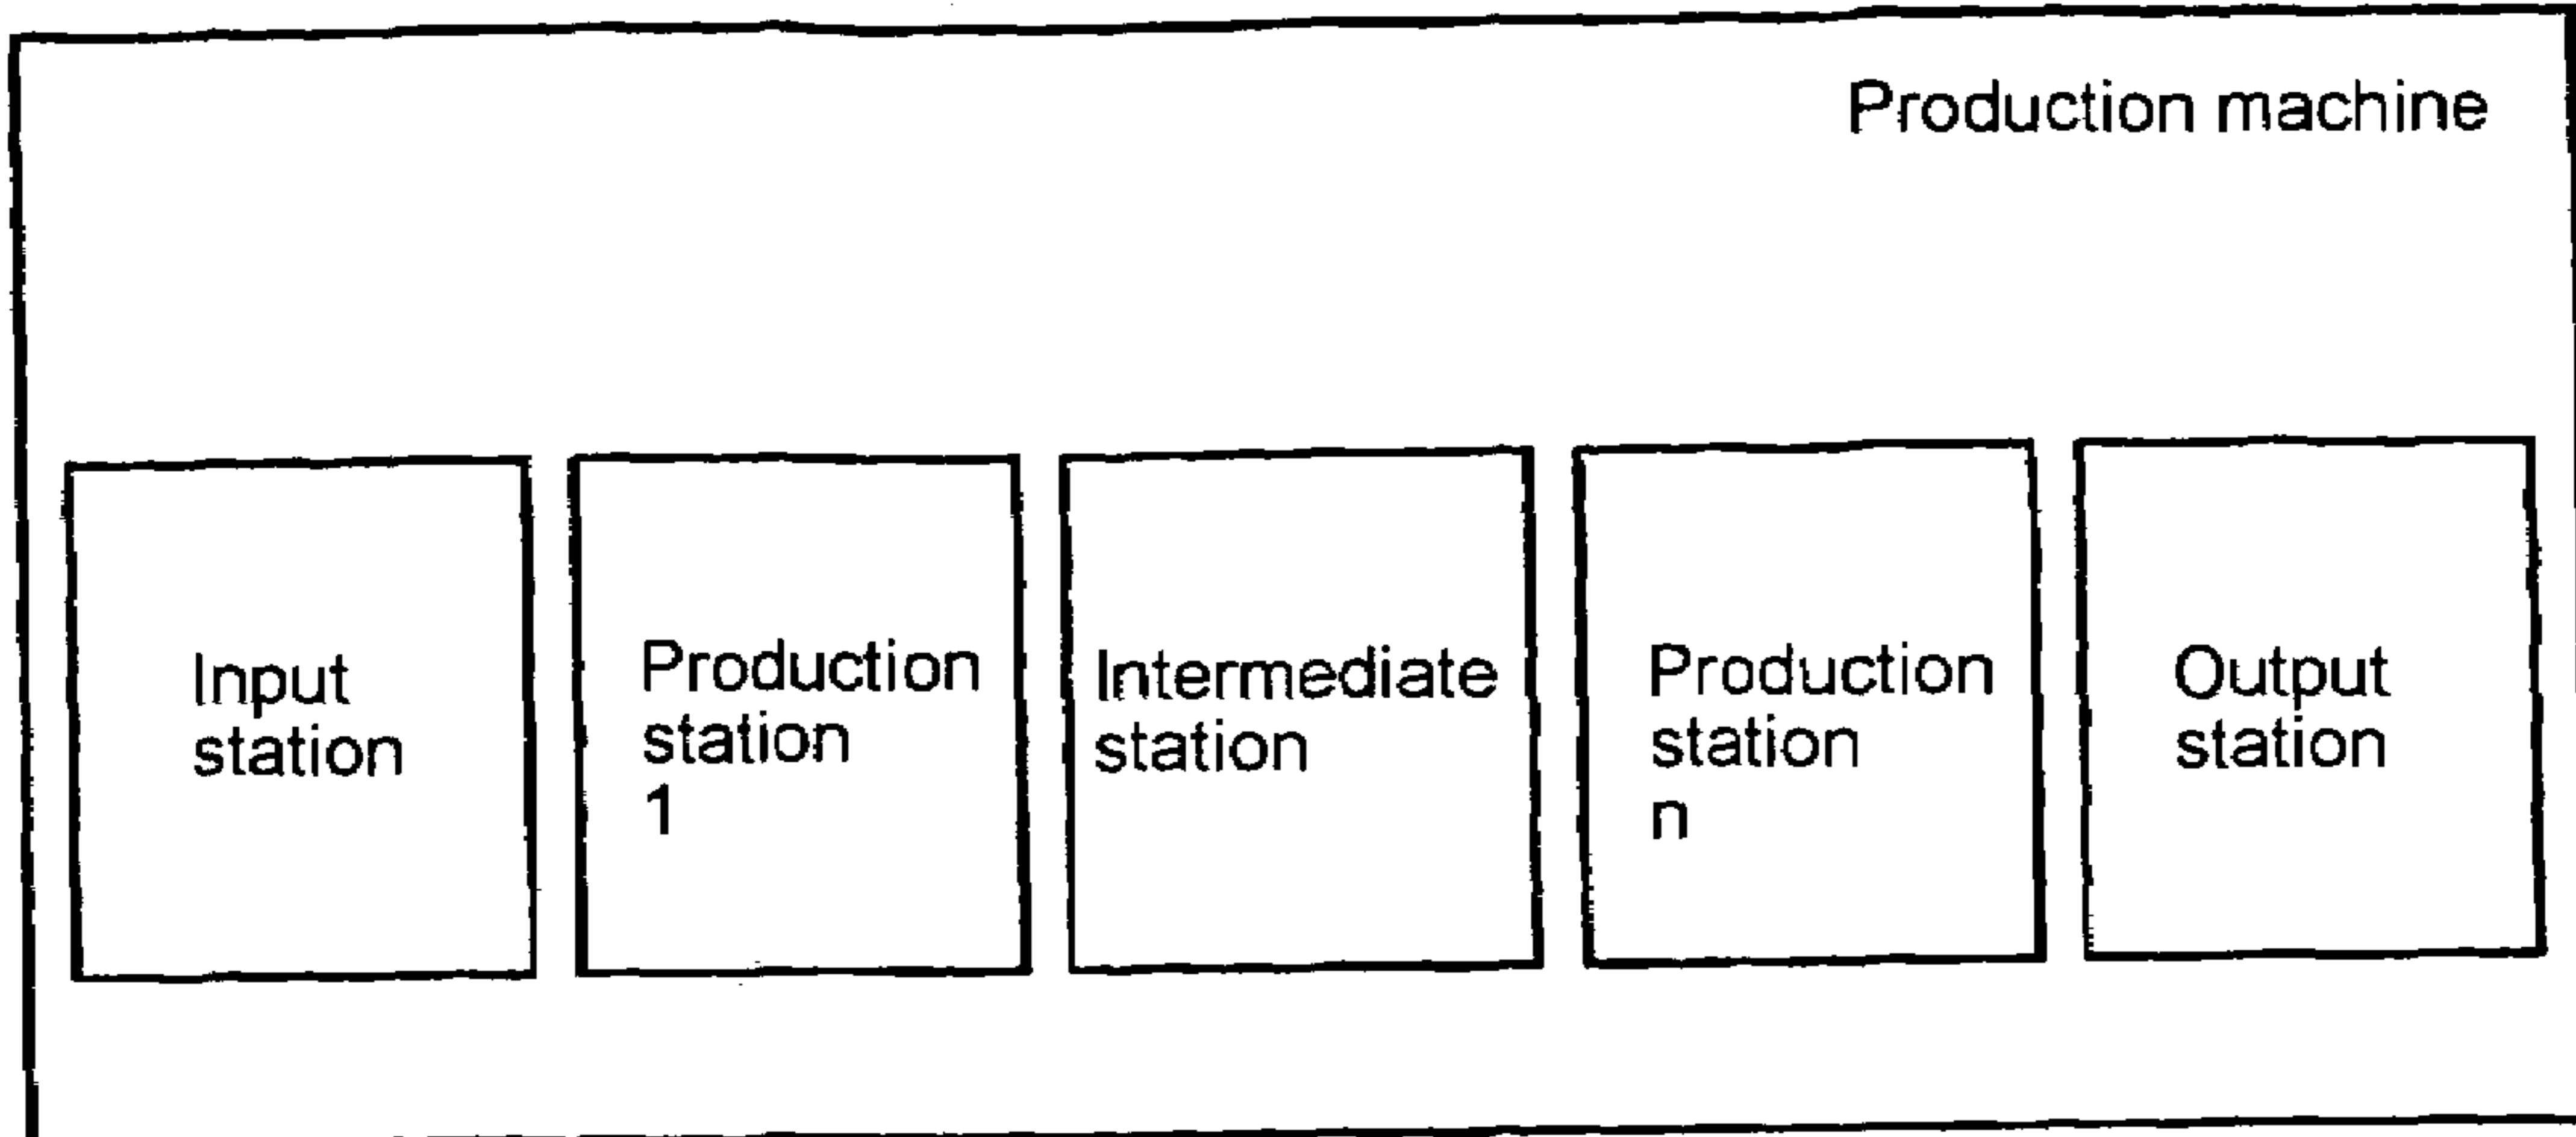 Production machine
Input
station
Production
station
1
Intermediate
station
Production
station
n
Output
station